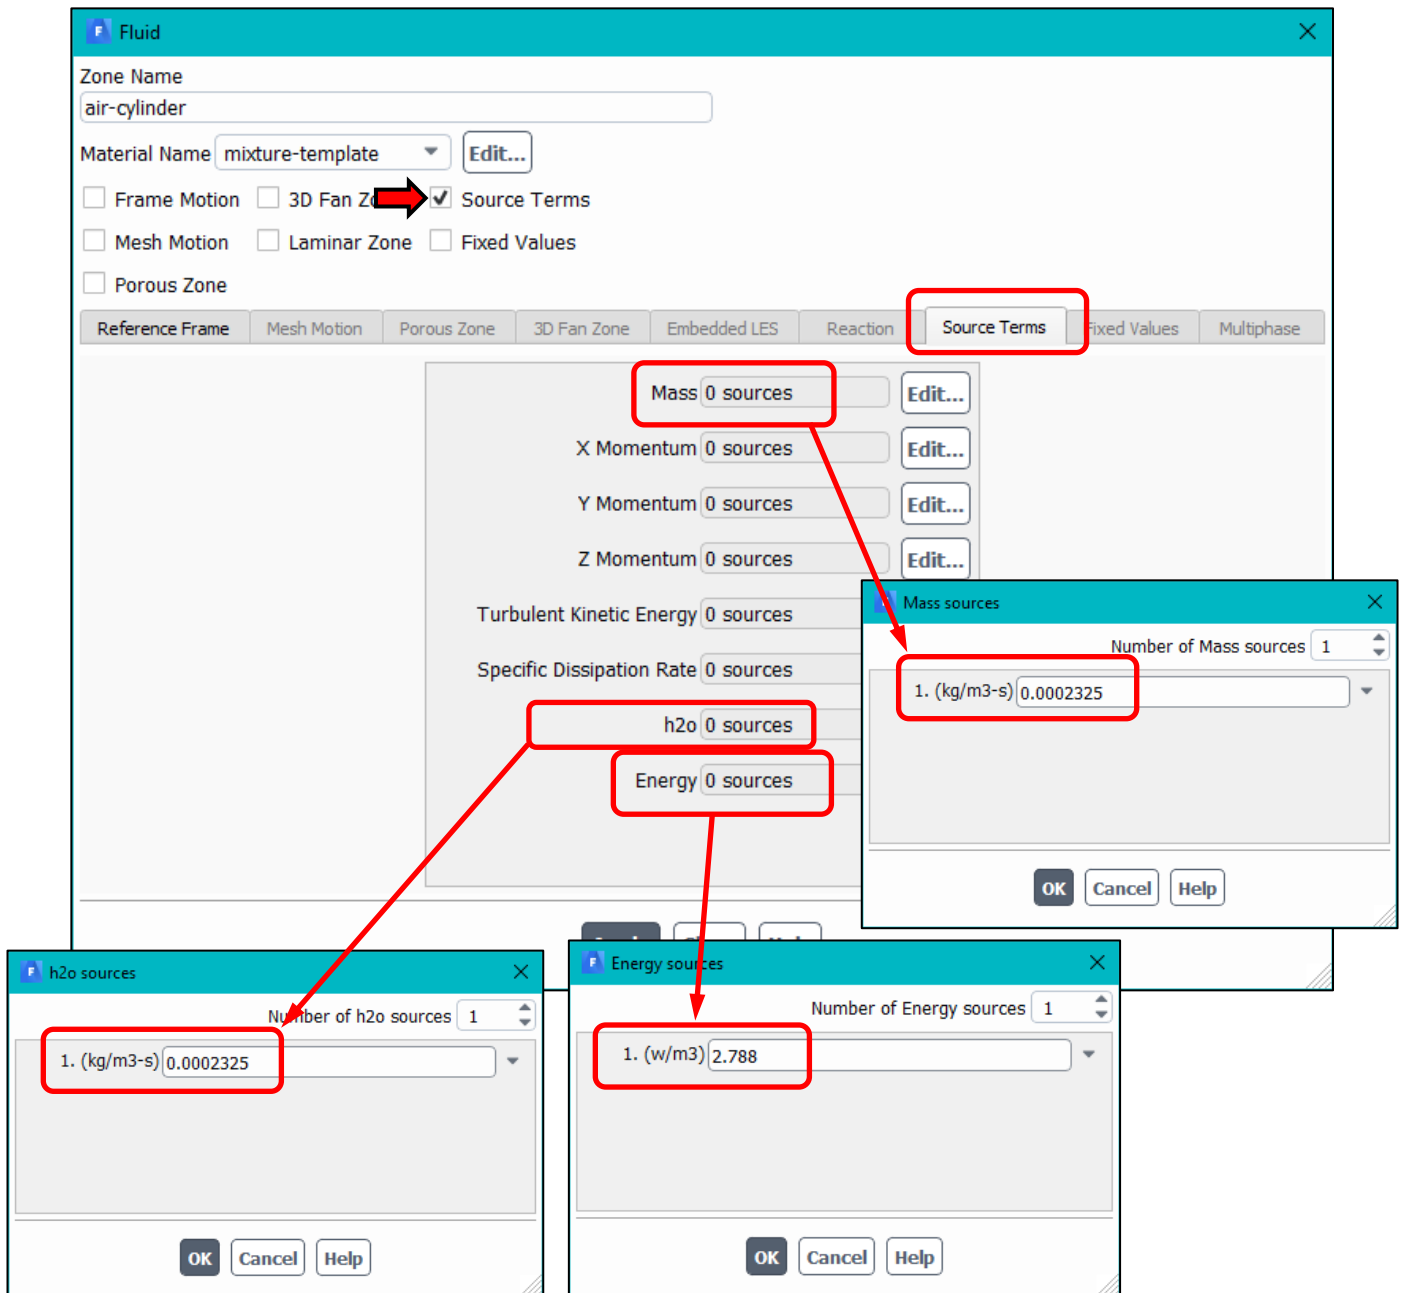 Fluid
Zone Name
air-cylinder
Material Name mixture-template Edit...
Frame Motion 3D Fan Source Terms
Mesh Motion Laminar Zone Fixed Values
Porous Zone
Reference Frame Mesh Motion Porous Zone 3D Fan Zone Embedded LES Reaction Source Terms Fixed Values Multiphase
Mass 0 sources Edit...
X Momentum 0 sources Edit...
Y Momentum 0 sources Edit...
Z Momentum 0 sources Edit...
Turbulent Kinetic Energy 0 sources
Specific Dissipation Rate 0 sources
h2o 0 sources
Energy 0 sources
Mass sources
Number of Mass sources 1
1. (kg/m3-s) 0.0002325
OK Cancel Help
h2o sources
Number of h2o sources 1
1. (kg/m3-s) 0.0002325
OK Cancel Help
Energy sources
Number of Energy sources 1
1. (w/m3) 2.788
OK Cancel Help